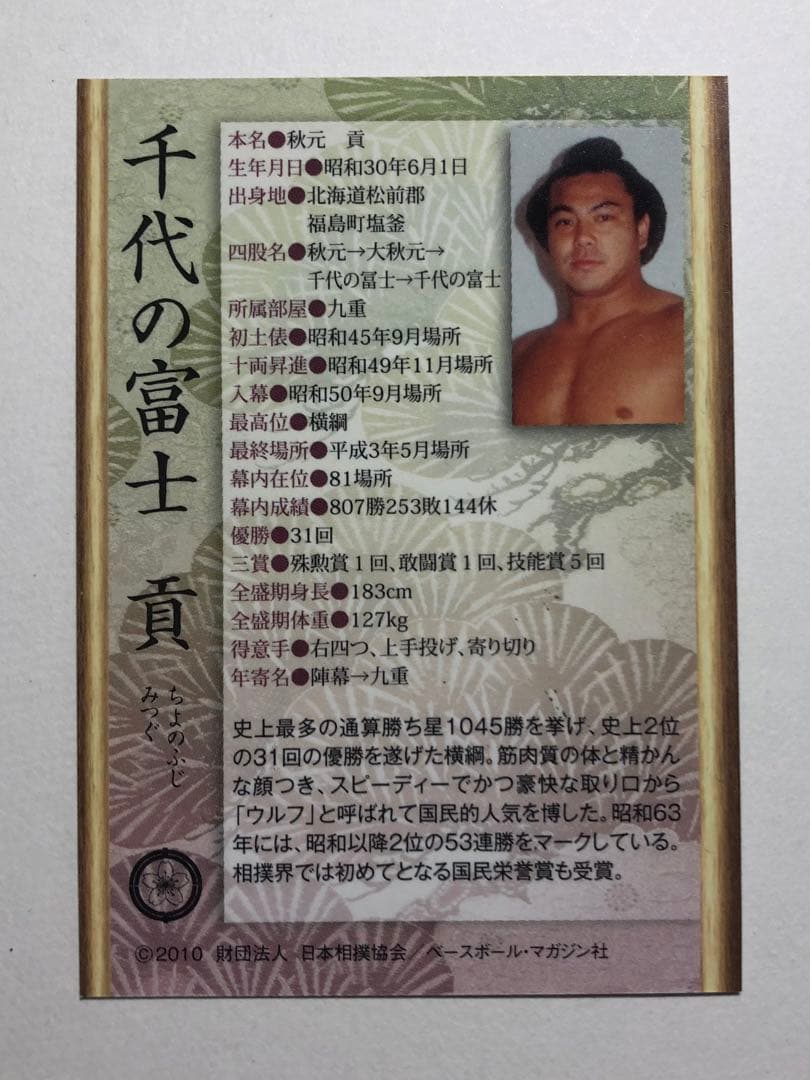 千代の富士 貢
ちよのふじ
みつぐ
本名●秋元 貢
生年月日●昭和30年6月1日
出身地●北海道松前郡
福島町塩釜
四股名●秋元→大秋元→
千代の冨士→千代の富士
所属部屋●九重
初土俵●昭和45年9月場所
十両昇進●昭和49年11月場所
入幕●昭和50年9月場所
最高位●横綱
最終場所●平成3年5月場所
幕内在位●81場所
幕内成績●807勝253敗144休
優勝●31回
三賞●殊勲賞1回、敢闘賞1回、技能賞5回
全盛期身長●183cm
全盛期体重●127kg
得意手●右四つ、上手投げ、寄り切り
年寄名●陣幕→九重
史上最多の通算勝ち星1045勝を挙げ、史上2位
の31回の優勝を遂げた横綱。筋肉質の体と精かん
な顔つき、スピーディーでかつ豪快な取り口から
「ウルフ」と呼ばれて国民的人気を博した。昭和63
年には、昭和以降2位の53連勝をマークしている。
相撲界では初めてとなる国民栄誉賞も受賞。
©2010 財団法人 日本相撲協会/ベースボール・マガジン社